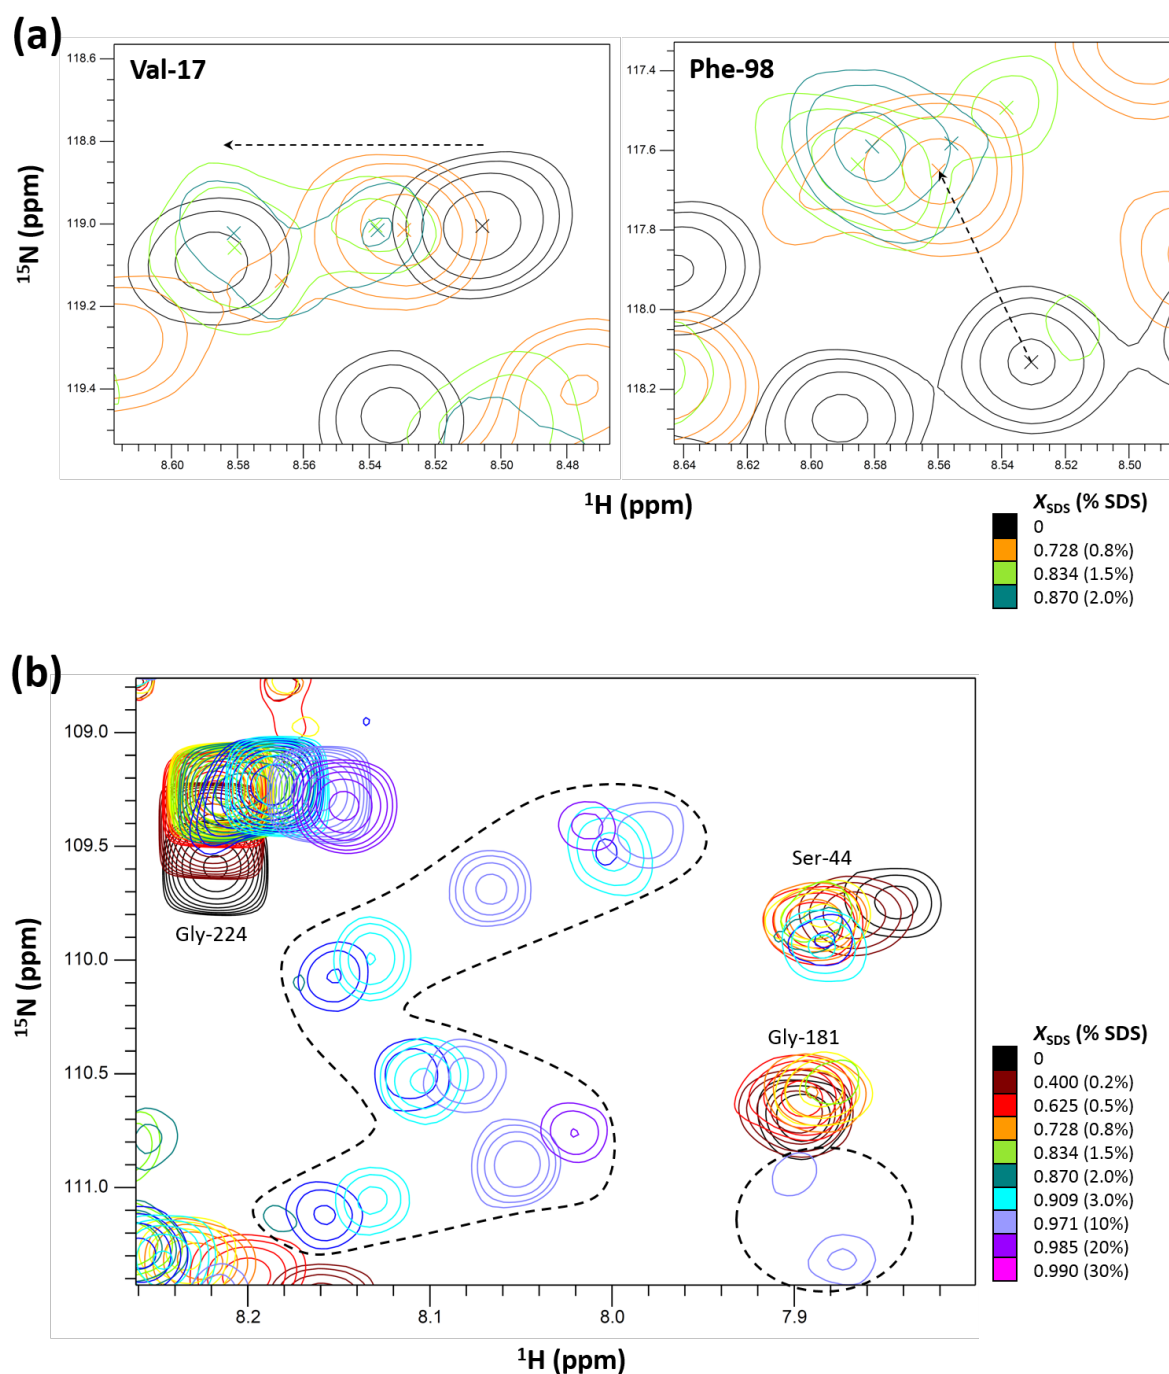 (a)
Val-17
Phe-98
118.6
118.8
119.0
119.2
119.4
117.4
117.6
117.8
118.0
118.2
15N (ppm)
8.60 8.58 8.56 8.54 8.52 8.50 8.48
8.64 8.60 8.58 8.56 8.54 8.52 8.50
1H (ppm)
XSDS (% SDS)
0
0.728 (0.8%)
0.834 (1.5%)
0.870 (2.0%)
(b)
109.0
109.5
110.0
110.5
111.0
15N (ppm)
Gly-224
Ser-44
Gly-181
8.2 8.1 8.0 7.9
1H (ppm)
XSDS (% SDS)
0
0.400 (0.2%)
0.625 (0.5%)
0.728 (0.8%)
0.834 (1.5%)
0.870 (2.0%)
0.909 (3.0%)
0.971 (10%)
0.985 (20%)
0.990 (30%)